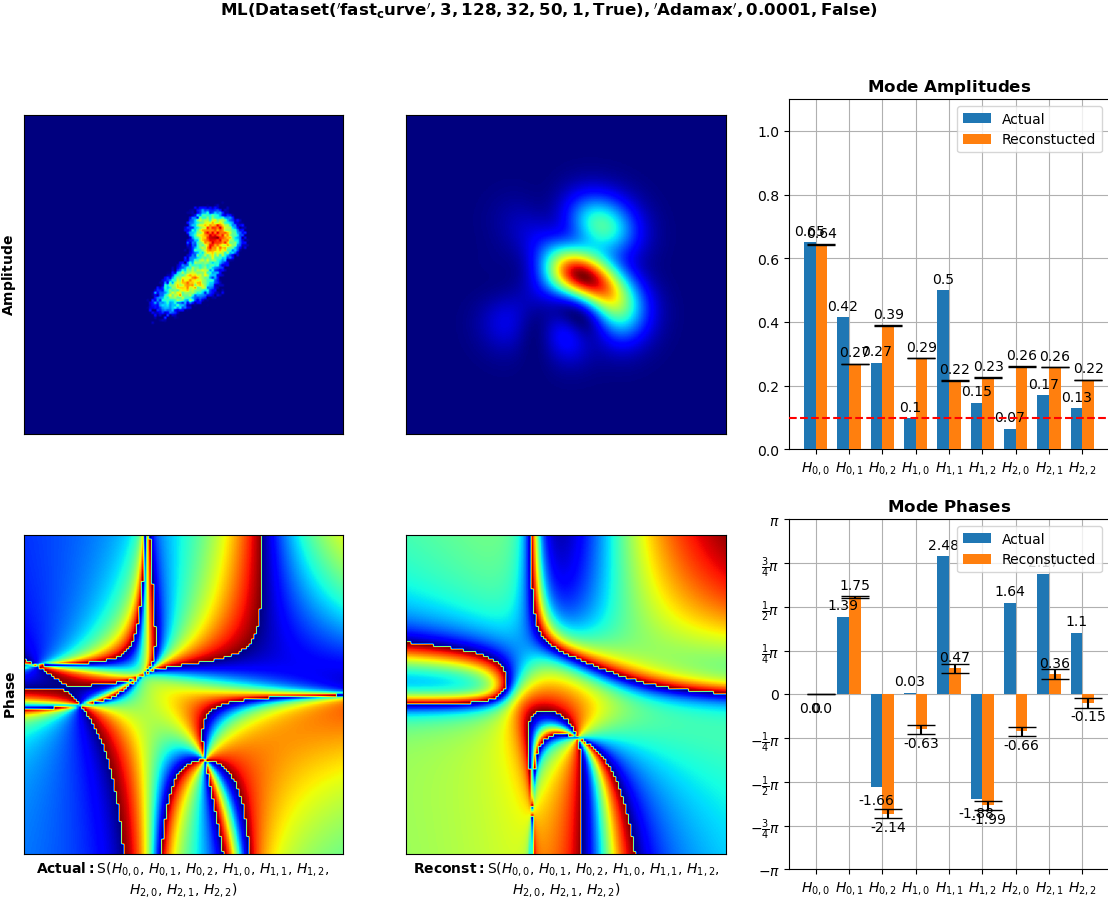 ML(Dataset('fast_curve', 3, 128, 32, 50, 1, True), 'Adamax', 0.0001, False)
Amplitude
Mode Amplitudes
Actual
Reconstucted
1.0
0.8
0.6
0.4
0.2
0.0
0.65
0.64
0.42
0.27
0.27
0.39
0.1
0.29
0.5
0.22
0.15
0.23
0.07
0.26
0.17
0.26
0.13
0.22
H0,0 H0,1 H0,2 H1,0 H1,1 H1,2 H2,0 H2,1 H2,2
Phase
Actual: S(H0,0, H0,1, H0,2, H1,0, H1,1, H1,2,
H2,0, H2,1, H2,2)
Reconst: S(H0,0, H0,1, H0,2, H1,0, H1,1, H1,2,
H2,0, H2,1, H2,2)
Mode Phases
Actual
Reconstucted
π
3/4π
1/2π
1/4π
0
−1/4π
−1/2π
−3/4π
−π
0.0
0.0
1.39
1.75
-1.66
-2.14
0.03
-0.63
2.48
0.47
-1.88
-1.99
1.64
-0.66
0.36
1.1
-0.15
H0,0 H0,1 H0,2 H1,0 H1,1 H1,2 H2,0 H2,1 H2,2